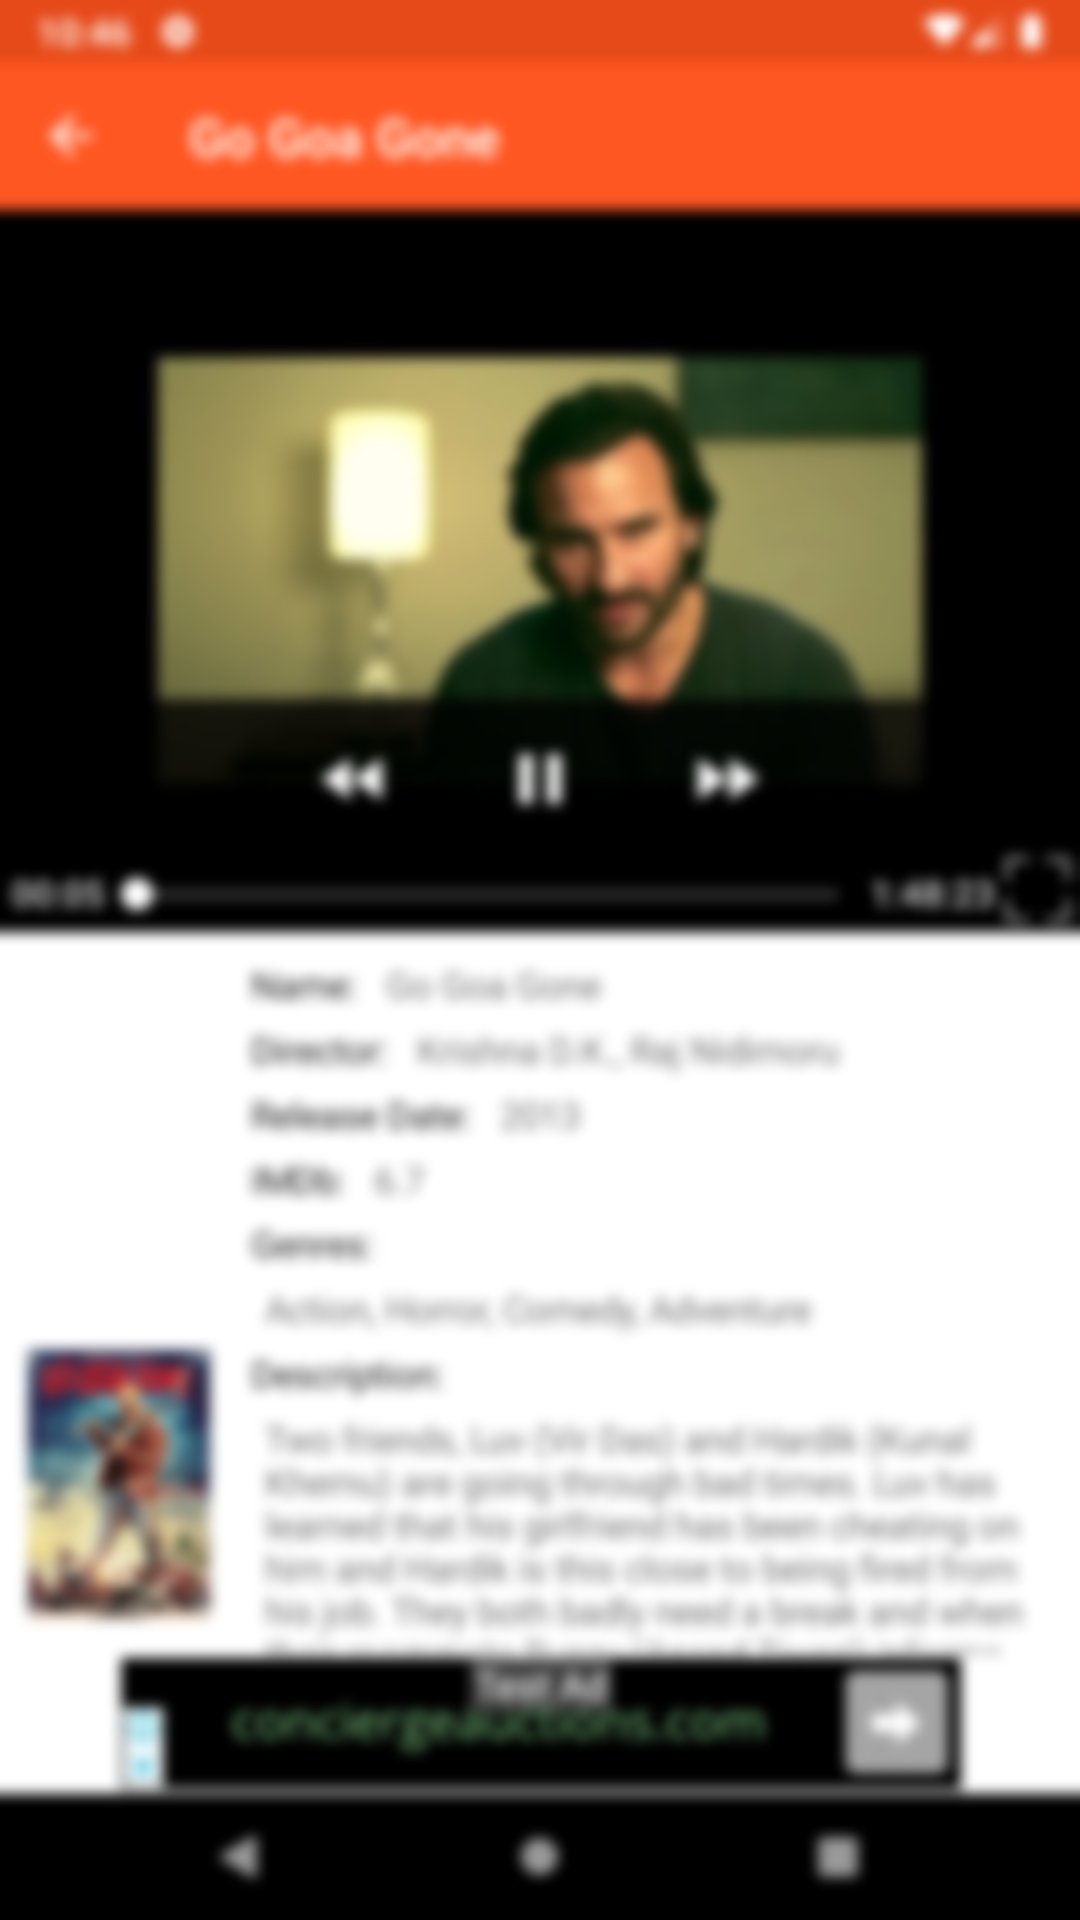 10:46
Go Goa Gone
00:05
1:48:23
Name: Go Goa Gone
Director: Krishna D.K., Raj Nidimoru
Release Date: 2013
IMDb: 6.7
Genres:
Action, Horror, Comedy, Adventure
Description:
Two friends, Luv (Vir Das) and Hardik (Kunal
Khemu) are going through bad times. Luv has
learned that his girlfriend has been cheating on
him and Hardik is this close to being fired from
his job. They both badly need a break and when
Test Ad
conciergeauctions.com